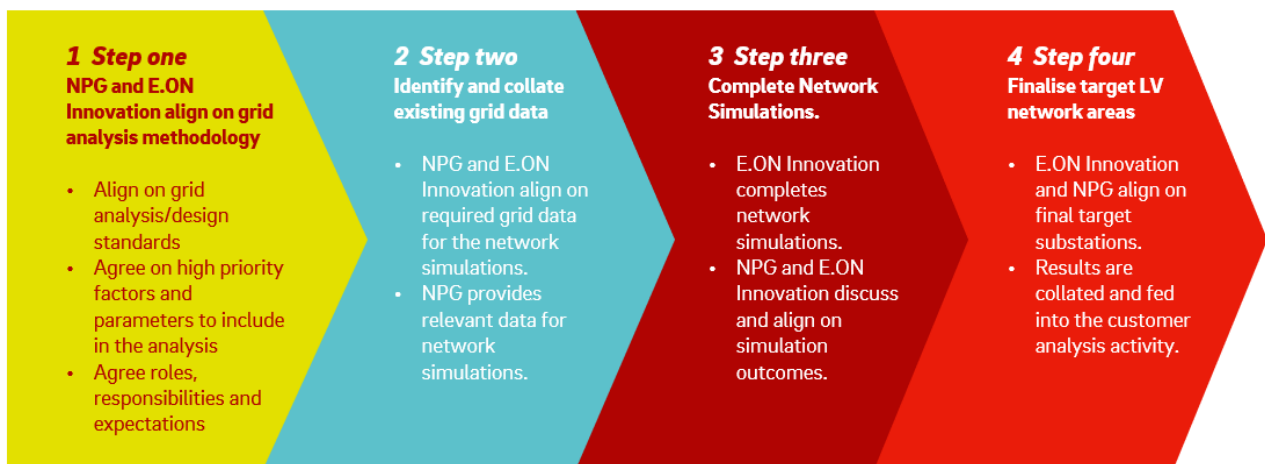 1 Step one
NPG and E.ON
Innovation align on grid
analysis methodology
• Align on grid
analysis/design
standards
• Agree on high priority
factors and
parameters to include
in the analysis
• Agree roles,
responsibilities and
expectations
2 Step two
Identify and collate
existing grid data
• NPG and E.ON
Innovation align on
required grid data
for the network
simulations.
• NPG provides
relevant data for
network
simulations.
3 Step three
Complete Network
Simulations.
• E.ON Innovation
completes
network
simulations.
• NPG and E.ON
Innovation discuss
and align on
simulation
outcomes.
4 Step four
Finalise target LV
network areas
• E.ON Innovation
and NPG align on
final target
substations.
• Results are
collated and fed
into the customer
analysis activity.